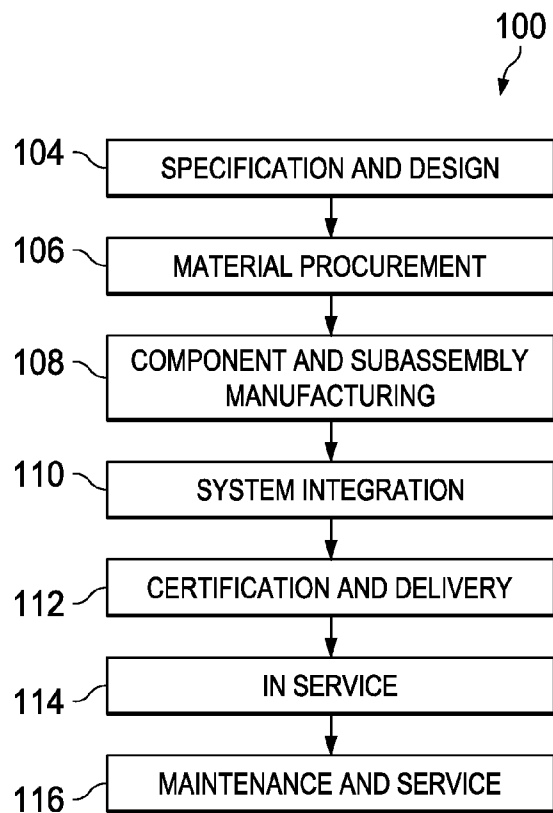 100
104 SPECIFICATION AND DESIGN
106 MATERIAL PROCUREMENT
108 COMPONENT AND SUBASSEMBLY
MANUFACTURING
110 SYSTEM INTEGRATION
112 CERTIFICATION AND DELIVERY
114 IN SERVICE
116 MAINTENANCE AND SERVICE